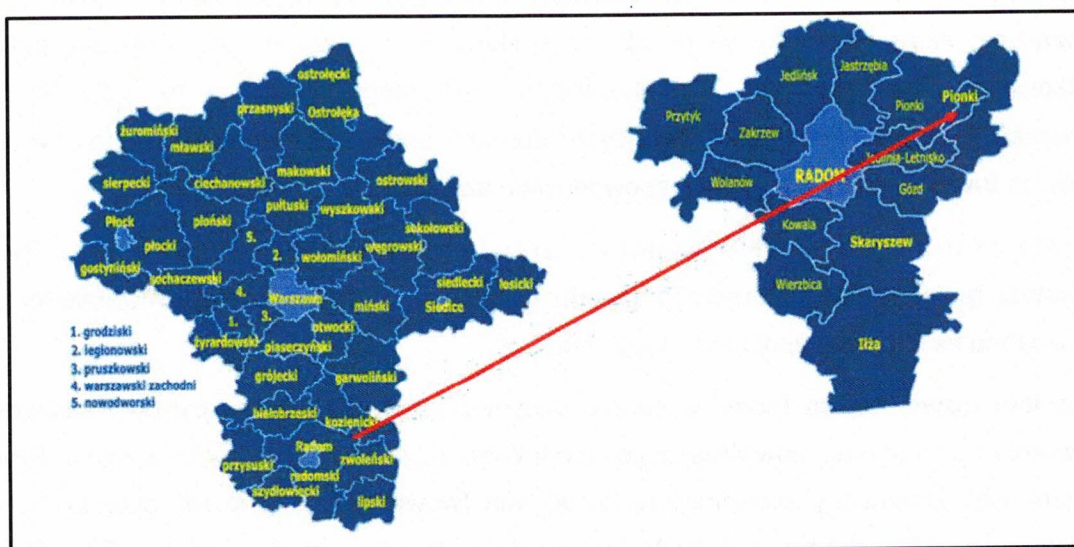 ostrołęcki
przasnyski
Ostrołęka
żuromiński
mławski
makowski
sierpecki
ciechanowski
ostrowski
pułtuski
wyszkowski
Płock
płoński
sokołowski
płocki
5.
węgrowski
gostyniński
2.
wołomiński
sochaczewski
siedlecki
łosicki
4.
Warszawa
miński
Siedlce
3.
1.
otwocki
żyrardowski
piaseczyński
grójecki
garwoliński
białobrzeski
kozienicki
Radom
zwoleński
przysuski
radomski
szydłowiecki
lipski
1. grodziski
2. legionowski
3. pruszkowski
4. warszawski zachodni
5. nowodworski
Jedlińsk
Jastrzębia
Pionki
Pionki
Przytyk
Zakrzew
Jedlnia-Letnisko
RADOM
Wolanów
Gózd
Kowala
Skaryszew
Wierzbica
Iłża